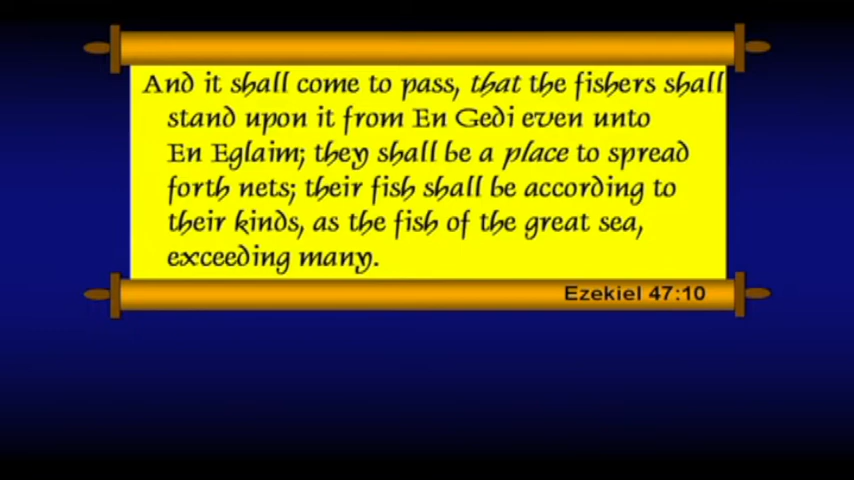 And it shall come to pass, that the fishers shall
stand upon it from En Gedi even unto
En Eglaim; they shall be a place to spread
forth nets; their fish shall be according to
their kinds, as the fish of the great sea,
exceeding many.
Ezekiel 47:10